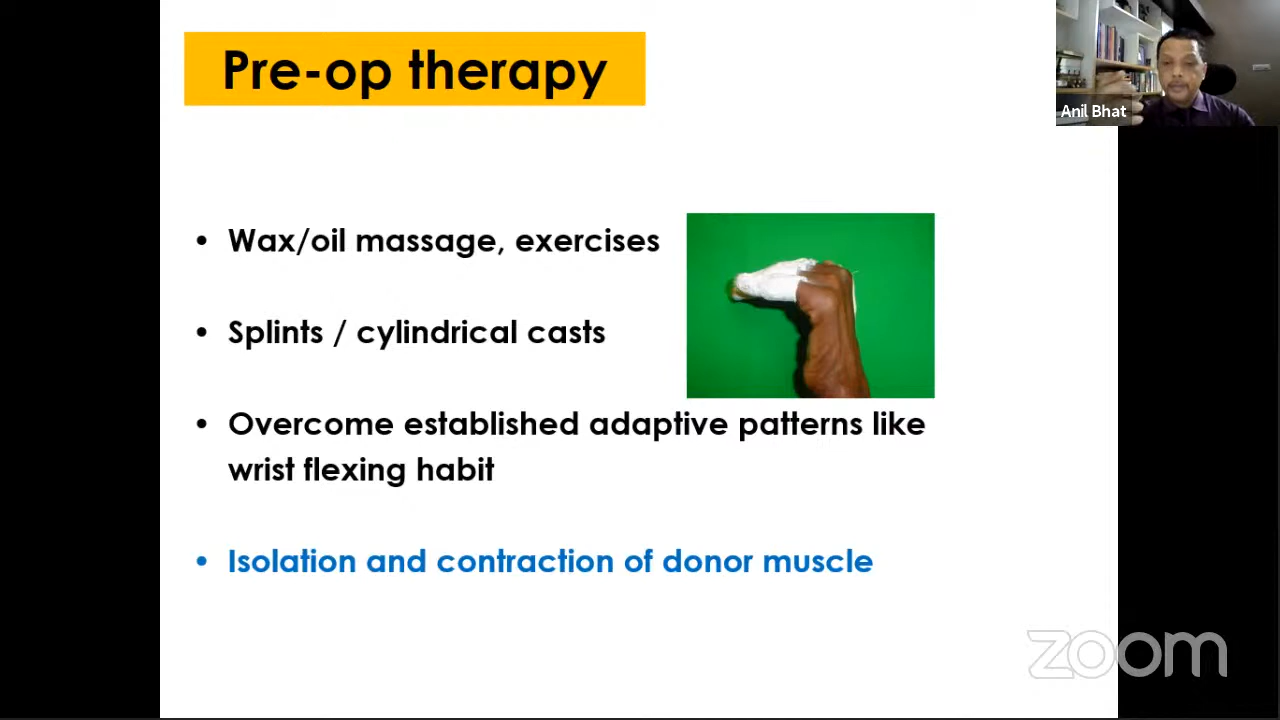 Pre-op therapy
Anil Bhat
• Wax/oil massage, exercises
• Splints / cylindrical casts
• Overcome established adaptive patterns like
wrist flexing habit
• Isolation and contraction of donor muscle
zoom